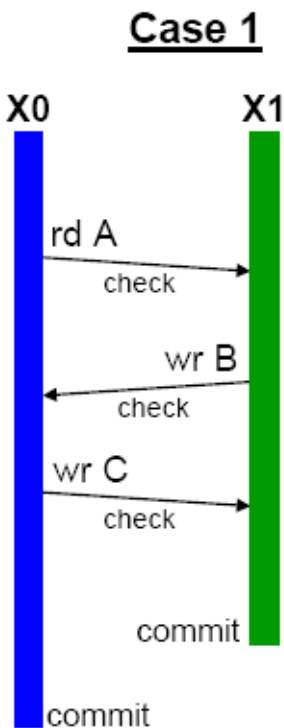 Case 1
X0 X1
rd A
check
wr B
check
wr C
check
commit
commit